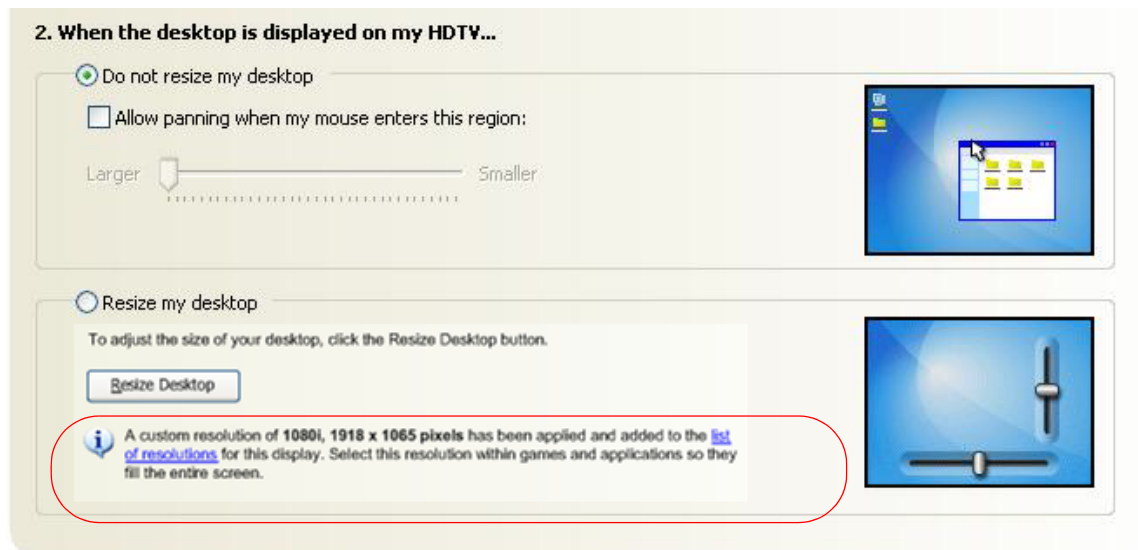 2. When the desktop is displayed on my HDTV...
Do not resize my desktop
Allow panning when my mouse enters this region:
Larger Smaller
Resize my desktop
To adjust the size of your desktop, click the Resize Desktop button.
Resize Desktop
A custom resolution of 1080i, 1918 x 1065 pixels has been applied and added to the list
of resolutions for this display. Select this resolution within games and applications so they
fill the entire screen.